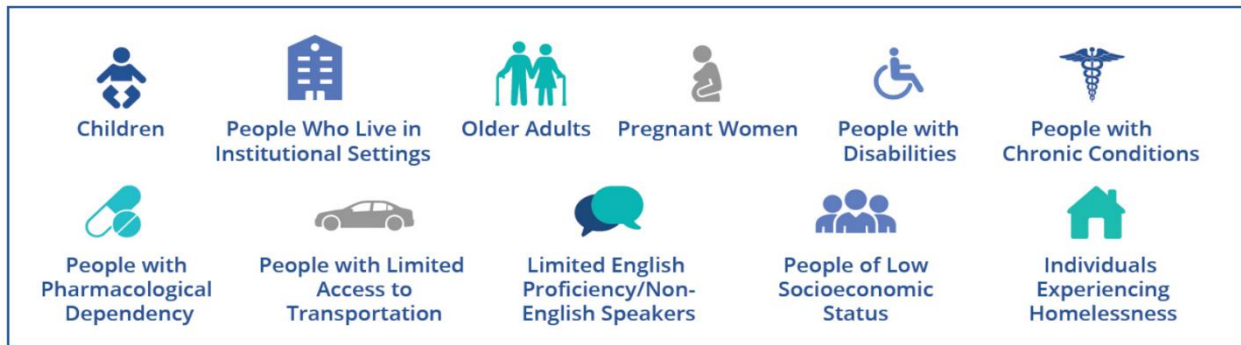 Children
People Who Live in
Institutional Settings
Older Adults
Pregnant Women
People with
Disabilities
People with
Chronic Conditions
People with
Pharmacological
Dependency
People with Limited
Access to
Transportation
Limited English
Proficiency/Non-
English Speakers
People of Low
Socioeconomic
Status
Individuals
Experiencing
Homelessness